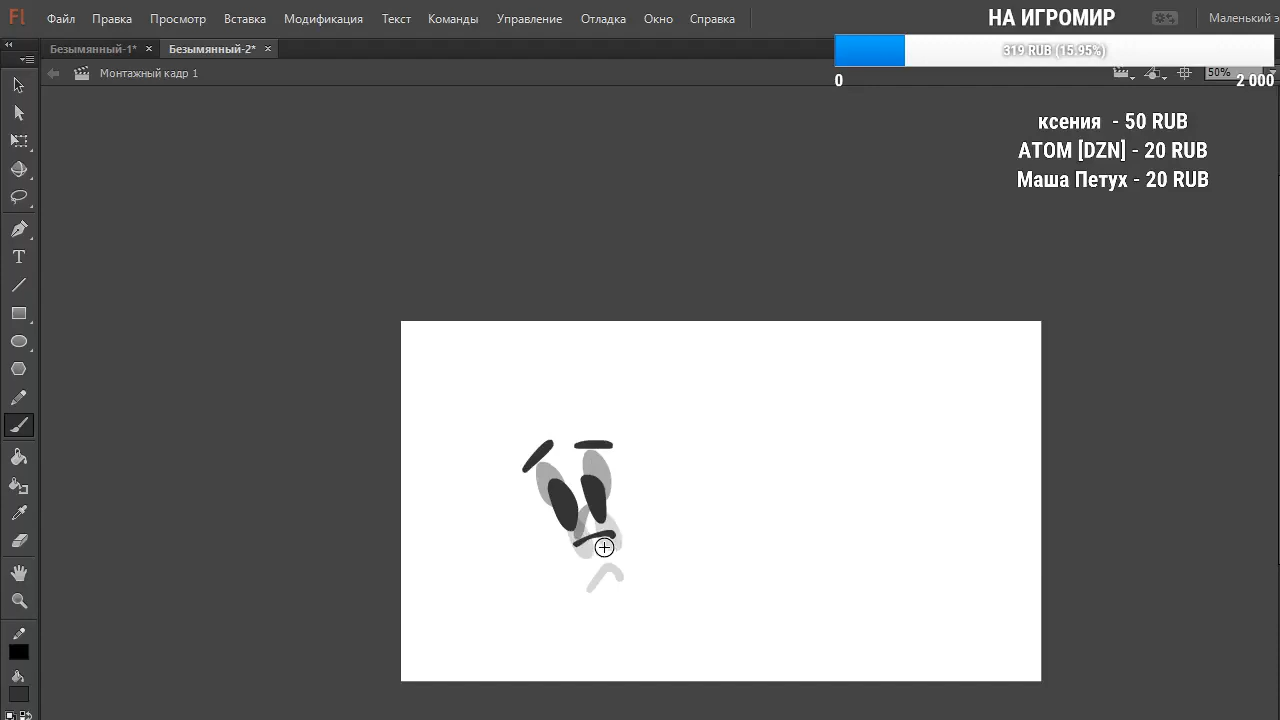 Fl
Файл Правка Просмотр Вставка Модификация Текст Команды Управление Отладка Окно Справка
НА ИГРОМИР
Маленький э
Безымянный-1* × Безымянный-2* ×
319 RUB (15.95%)
Монтажный кадр 1
50%
0
2 000
ксения - 50 RUB
ATOM [DZN] - 20 RUB
Маша Петух - 20 RUB
T